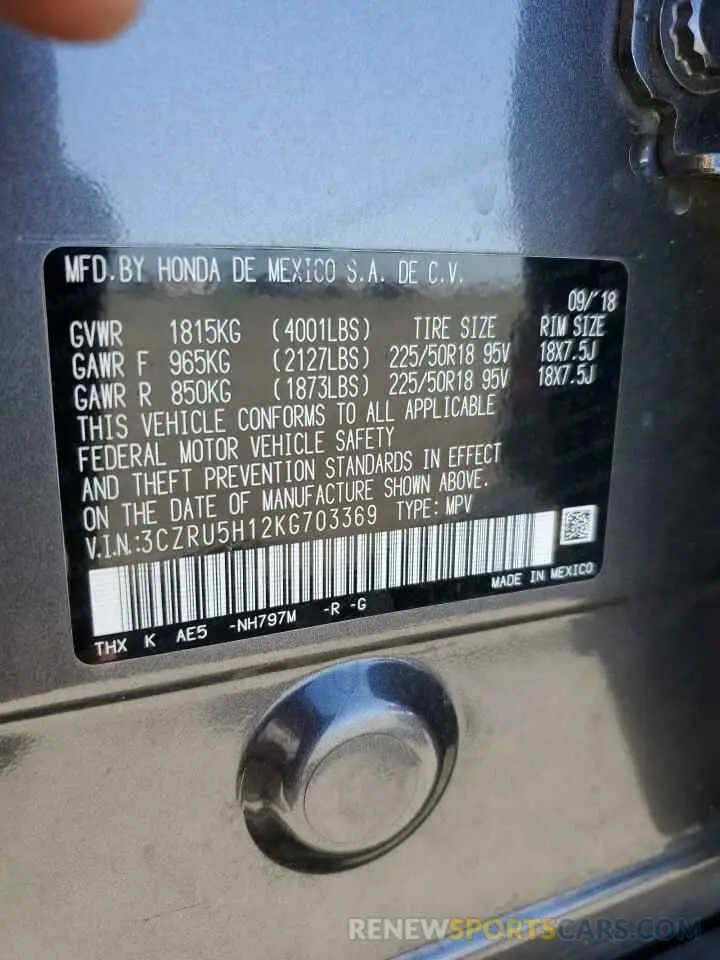 MFD.BY HONDA DE MEXICO S.A. DE C.V.
09/'18
GVWR 1815KG (4001LBS) TIRE SIZE RIM SIZE
GAWR F 965KG (2127LBS) 225/50R18 95V 18X7.5J
GAWR R 850KG (1873LBS) 225/50R18 95V 18X7.5J
THIS VEHICLE CONFORMS TO ALL APPLICABLE
FEDERAL MOTOR VEHICLE SAFETY
AND THEFT PREVENTION STANDARDS IN EFFECT
ON THE DATE OF MANUFACTURE SHOWN ABOVE.
V.I.N.:3CZRU5H12KG703369 TYPE: MPV
MADE IN MEXICO
THX K AE5 -NH797M -R -G
RENEWSPORTSCARS.COM